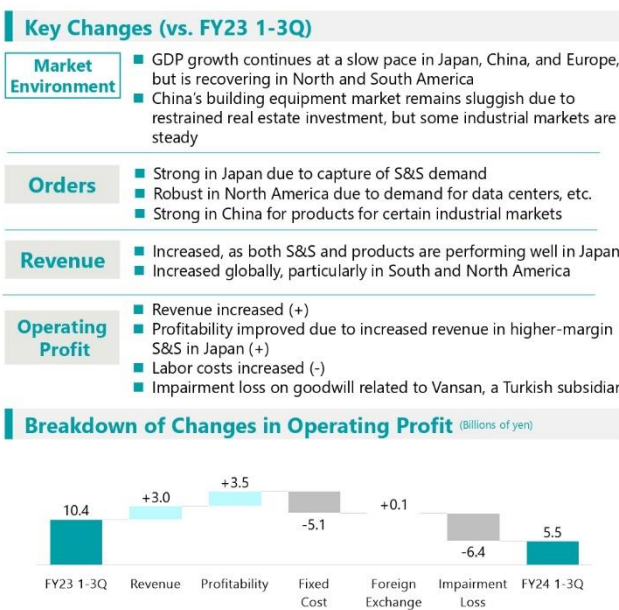 Key Changes (vs. FY23 1-3Q)
Market
Environment
■ GDP growth continues at a slow pace in Japan, China, and Europe,
but is recovering in North and South America
■ China's building equipment market remains sluggish due to
restrained real estate investment, but some industrial markets are
steady
Orders
■ Strong in Japan due to capture of S&S demand
■ Robust in North America due to demand for data centers, etc.
■ Strong in China for products for certain industrial markets
Revenue
■ Increased, as both S&S and products are performing well in Japan
■ Increased globally, particularly in South and North America
Operating
Profit
■ Revenue increased (+)
■ Profitability improved due to increased revenue in higher-margin
S&S in Japan (+)
■ Labor costs increased (-)
■ Impairment loss on goodwill related to Vansan, a Turkish subsidiar
Breakdown of Changes in Operating Profit (Billions of yen)
10.4
+3.0
+3.5
-5.1
+0.1
-6.4
5.5
FY23 1-3Q
Revenue
Profitability
Fixed
Cost
Foreign
Exchange
Impairment
Loss
FY24 1-3Q